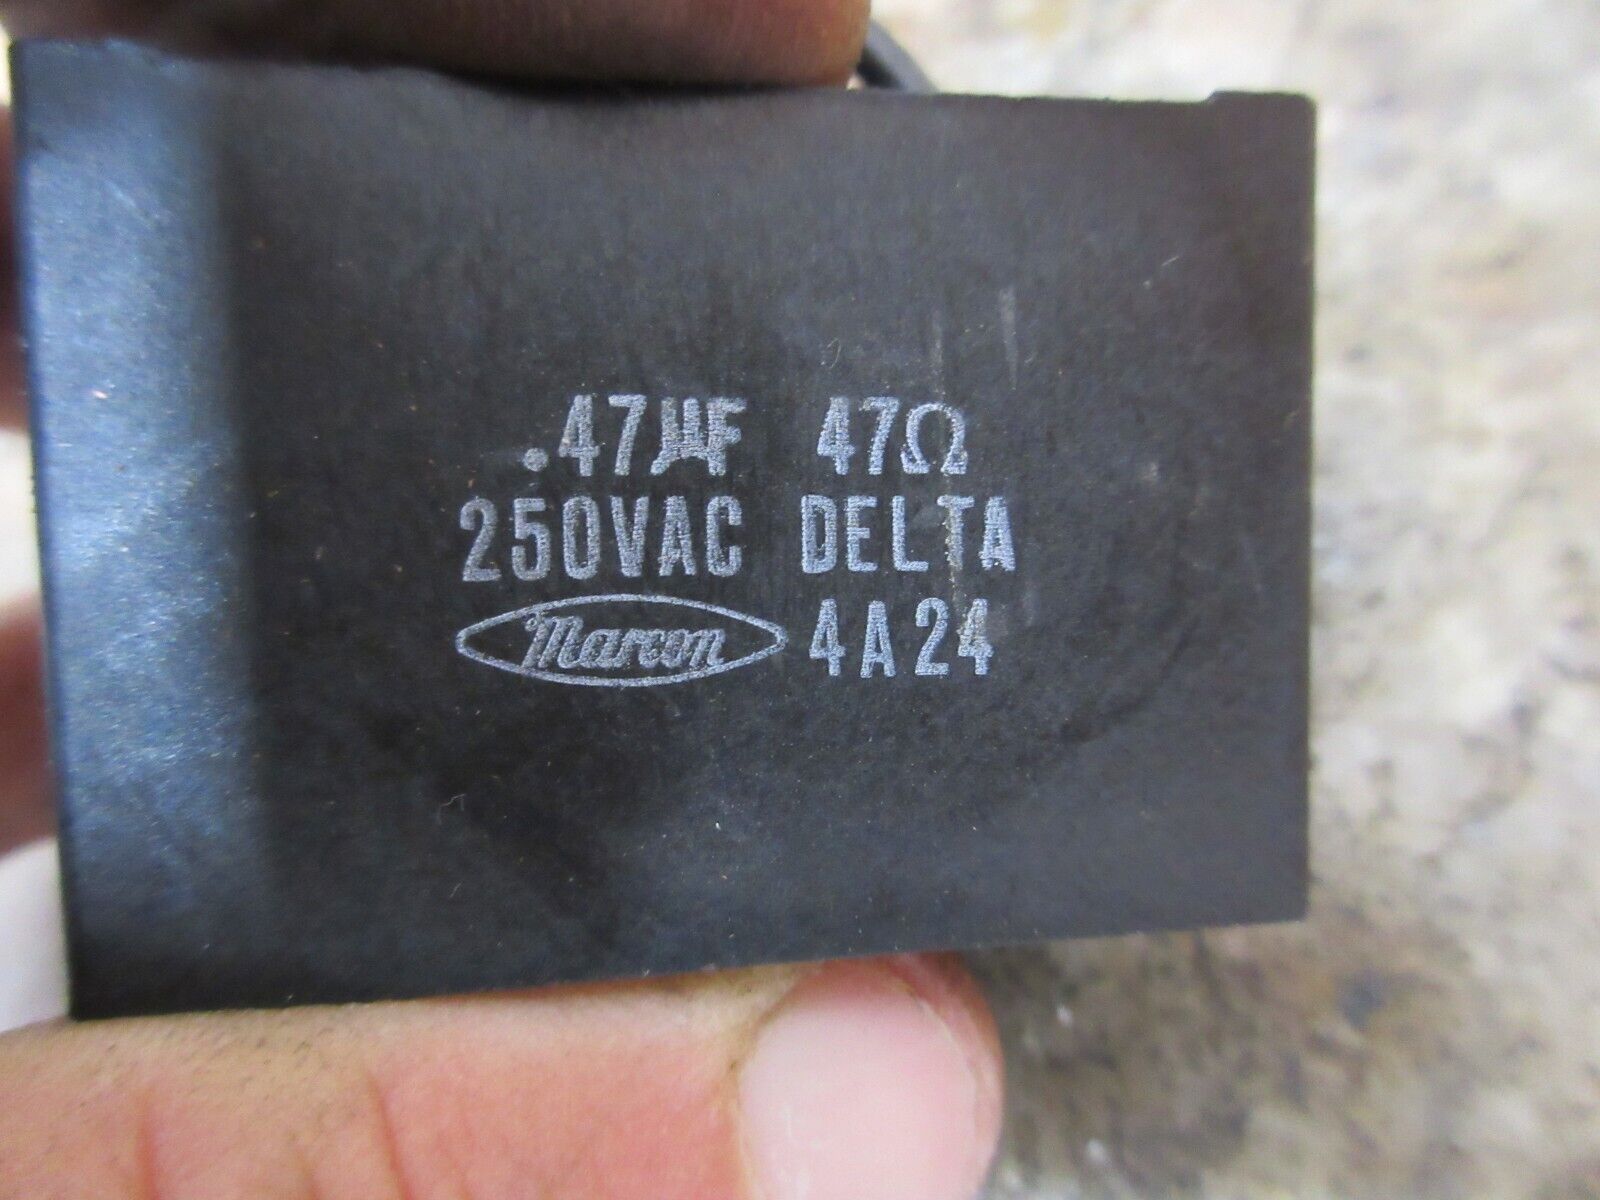 .47µF 47Ω
250VAC DELTA
Marcon 4A24